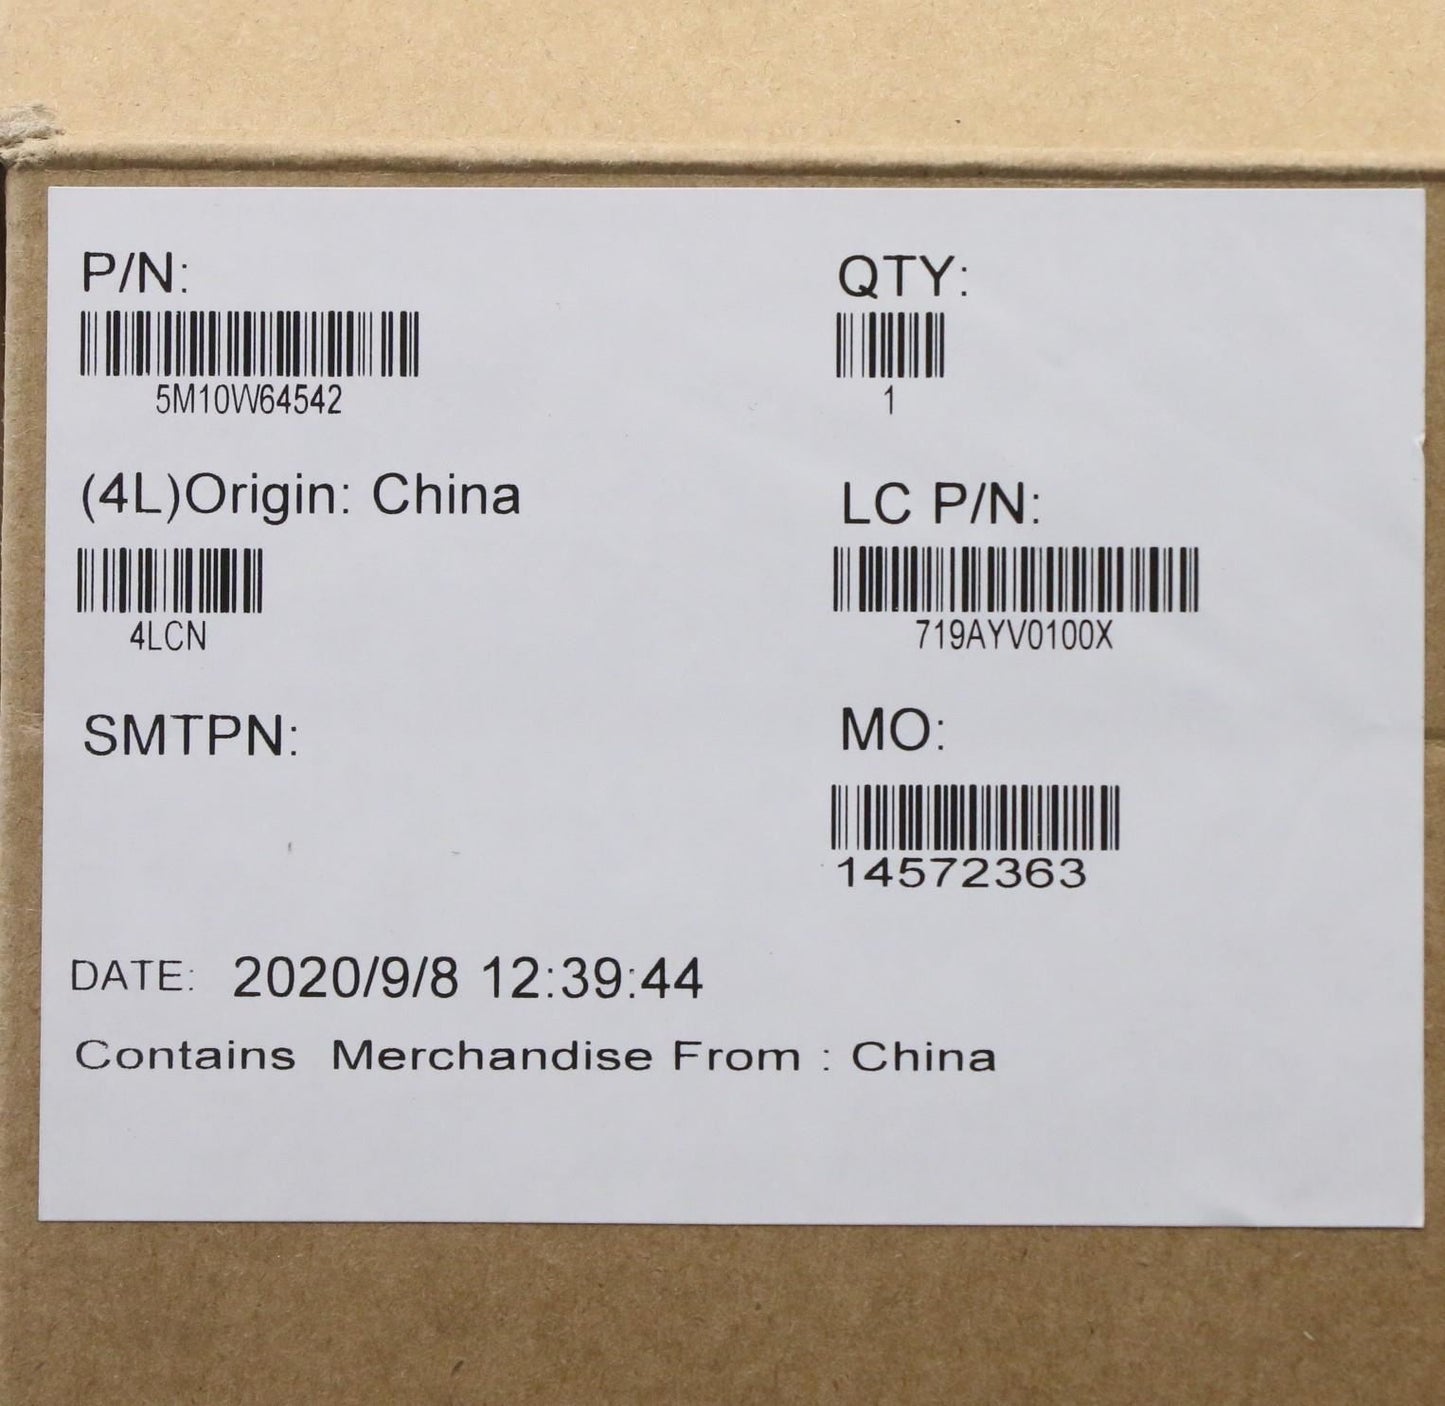 P/N:
5M10W64542
QTY:
1
(4L)Origin: China
4LCN
LC P/N:
719AYV0100X
SMTPN:
MO:
14572363
DATE: 2020/9/8 12:39:44
Contains Merchandise From : China